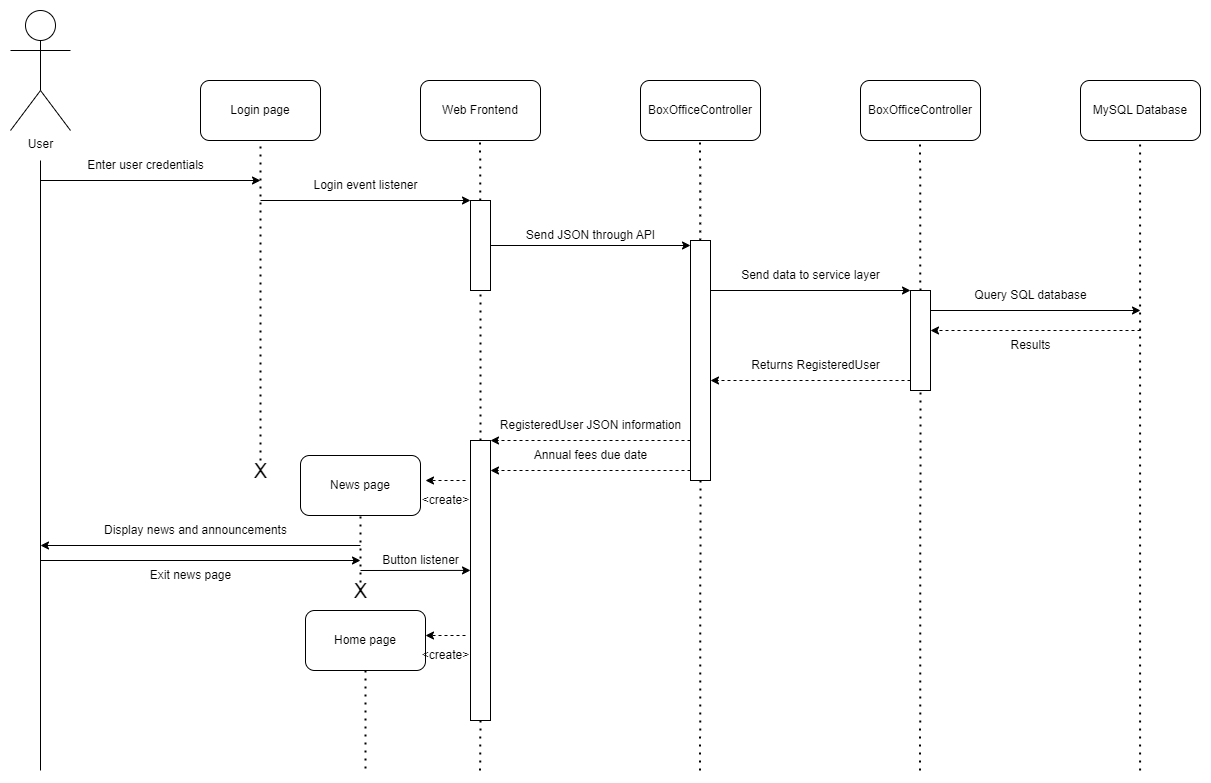 User
Login page
Web Frontend
BoxOfficeController
BoxOfficeController
MySQL Database
Enter user credentials
Login event listener
Send JSON through API
Send data to service layer
Query SQL database
Results
Returns RegisteredUser
RegisteredUser JSON information
Annual fees due date
X
News page
<create>
Display news and announcements
Button listener
Exit news page
X
Home page
<create>